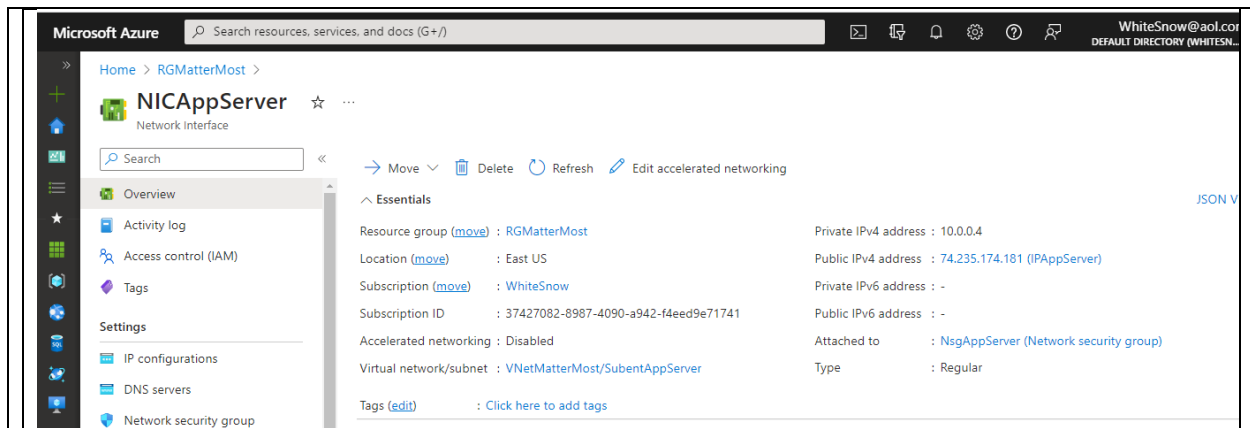 Microsoft Azure
Search resources, services, and docs (G+/)
WhiteSnow@aol.cor
DEFAULT DIRECTORY (WHITESN...
Home > RGMatterMost >
NICAppServer
Network Interface
Search
Move Delete Refresh Edit accelerated networking
Overview
Activity log
Access control (IAM)
Tags
Settings
IP configurations
DNS servers
Network security group
Essentials
JSON V
Resource group (move) : RGMatterMost
Location (move) : East US
Subscription (move) : WhiteSnow
Subscription ID : 37427082-8987-4090-a942-f4eed9e71741
Accelerated networking : Disabled
Virtual network/subnet : VNetMatterMost/SubentAppServer
Private IPv4 address : 10.0.0.4
Public IPv4 address : 74.235.174.181 (IPAppServer)
Private IPv6 address : -
Public IPv6 address : -
Attached to : NsgAppServer (Network security group)
Type : Regular
Tags (edit) : Click here to add tags